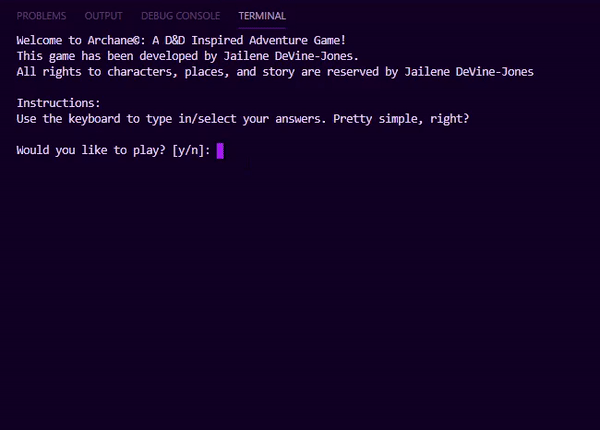 PROBLEMS OUTPUT DEBUG CONSOLE TERMINAL
Welcome to Archane©: A D&D Inspired Adventure Game!
This game has been developed by Jailene DeVine-Jones.
All rights to characters, places, and story are reserved by Jailene DeVine-Jones
Instructions:
Use the keyboard to type in/select your answers. Pretty simple, right?
Would you like to play? [y/n]: